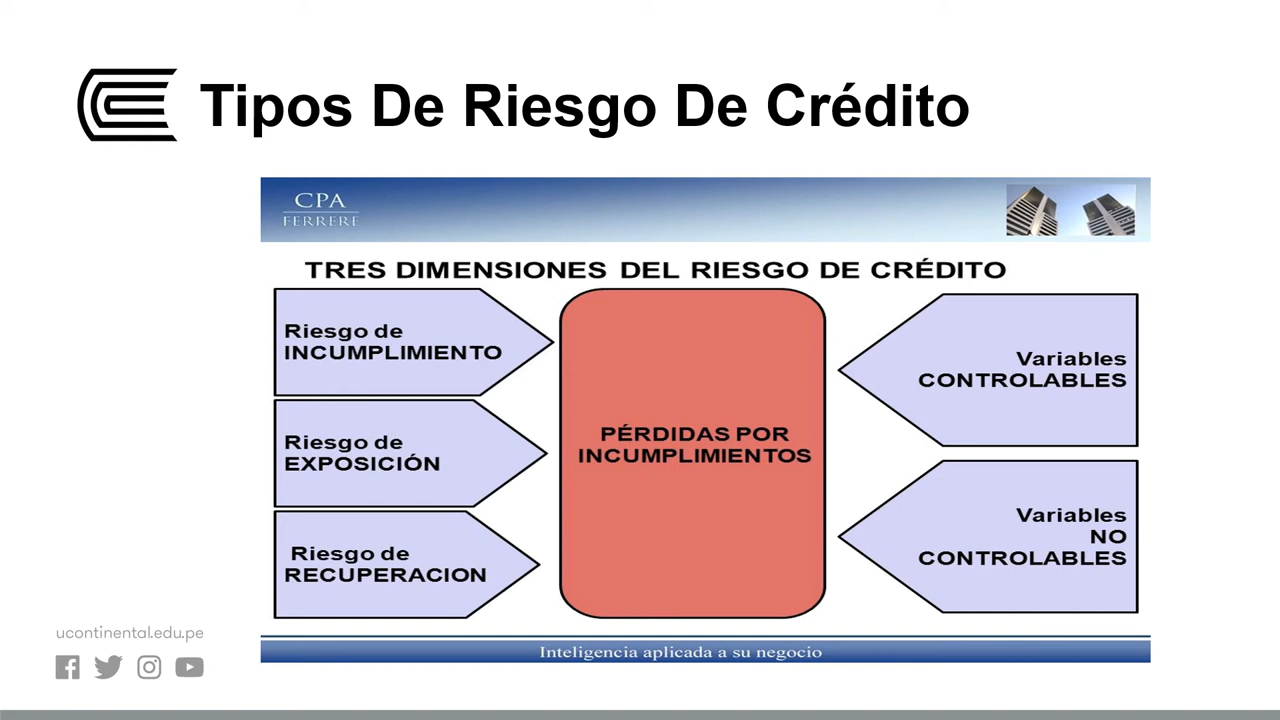 Tipos De Riesgo De Crédito
CPA
FERRERE
TRES DIMENSIONES DEL RIESGO DE CRÉDITO
Riesgo de
INCUMPLIMIENTO
Riesgo de
EXPOSICIÓN
Riesgo de
RECUPERACION
PÉRDIDAS POR
INCUMPLIMIENTOS
Variables
CONTROLABLES
Variables
NO
CONTROLABLES
Inteligencia aplicada a su negocio
ucontinental.edu.pe